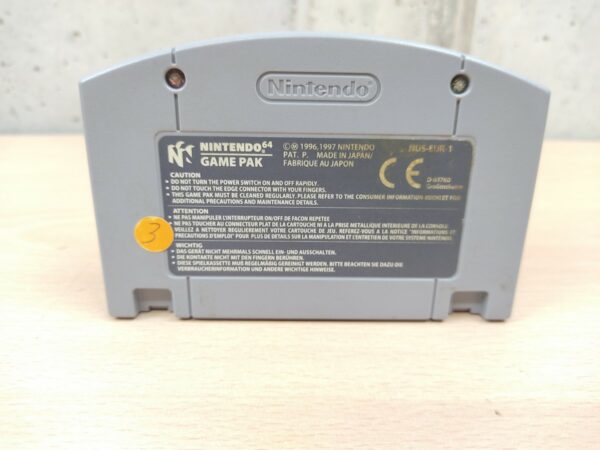 Nintendo
NINTENDO64
GAME PAK
©Ⓜ 1996,1997 NINTENDO
PAT. P. MADE IN JAPAN/
FABRIQUE AU JAPON
NUS-EUR-1
CE
D-63760
Großostheim
CAUTION
• DO NOT TURN THE POWER SWITCH ON AND OFF RAPIDLY.
• DO NOT TOUCH THE EDGE CONNECTOR WITH YOUR FINGERS.
• THIS GAME PAK MUST BE CLEANED REGULARLY. PLEASE REFER TO THE CONSUMER INFORMATION BOOKLET FOR
ADDITIONAL PRECAUTIONS AND MAINTENANCE DETAILS.
ATTENTION
• NE PAS MANIPULER L'INTERRUPTEUR ON/OFF DE FACON REPETEE
• NE PAS TOUCHER AU CONNECTEUR PLAT DE LA CARTOUCHE NI A LA PRISE METALLIQUE INTERIEURE DE LA CONSOLE
VEILLEZ A NETTOYER REGULIEREMENT VOTRE CARTOUCHE DE JEU. REFEREZ-VOUS A LA NOTICE "INFORMATIONS ET
PRECAUTIONS D'EMPLOI" POUR PLUS DE DETAILS SUR LA MANIPULATION ET L'ENTRETIEN DE VOTRE SYSTEME NINTENDO.
3
WICHTIG
• DAS GERÄT NICHT MEHRMALS SCHNELL EIN- UND AUSSCHALTEN.
• DIE KONTAKTE NICHT MIT DEN FINGERN BERÜHREN.
• DIESE SPIELKASSETTE MUß REGELMÄßIG GEREINIGT WERDEN. BITTE BEACHTEN SIE DAZU DIE
VERBRAUCHERINFORMATION UND ANDERE WICHTIGE HINWEISE.